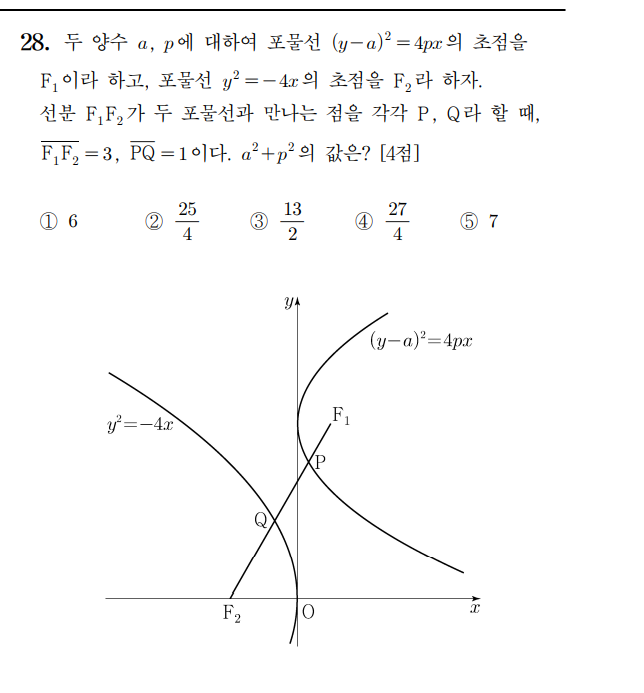 28. 두 양수 a, p에 대하여 포물선 (y−a)²=4px의 초점을
F₁이라 하고, 포물선 y²=−4x의 초점을 F₂라 하자.
선분 F₁F₂가 두 포물선과 만나는 점을 각각 P, Q라 할 때,
F₁F₂=3, PQ=1이다. a²+p²의 값은? [4점]
① 6 ② 25/4 ③ 13/2 ④ 27/4 ⑤ 7
y
(y−a)²=4px
F₁
y²=−4x
P
Q
F₂
O
x